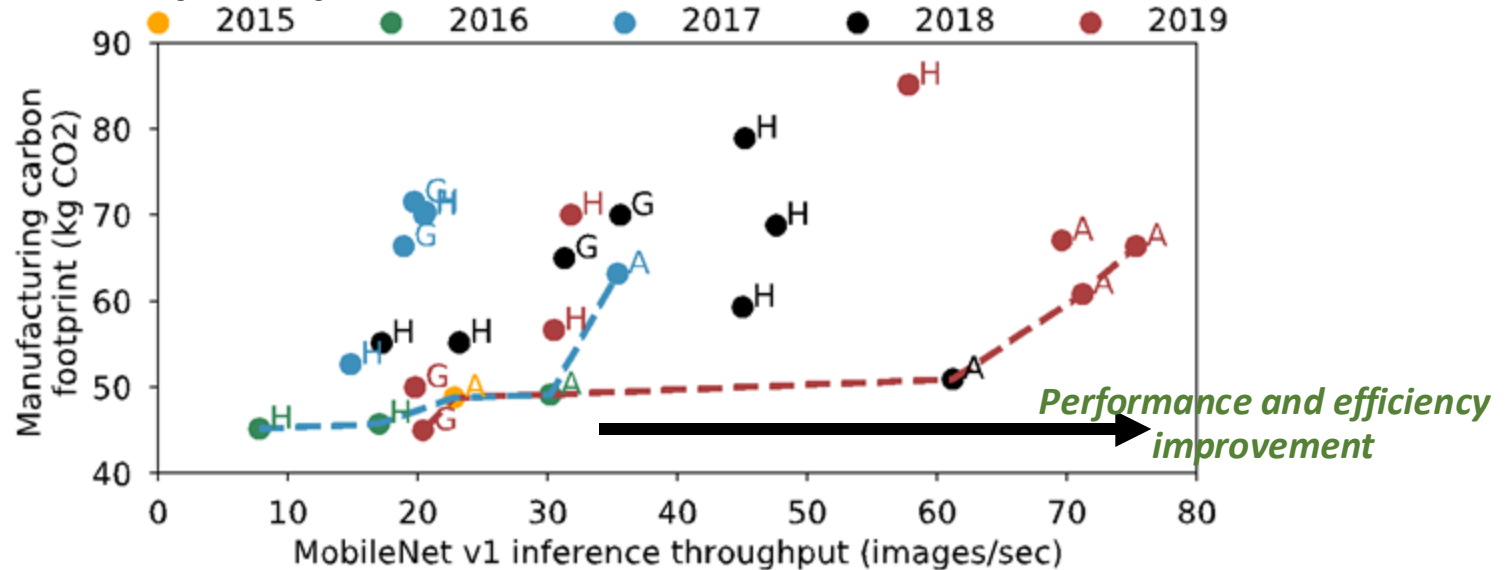 2015 2016 2017 2018 2019
Manufacturing carbon
footprint (kg CO2)
90
80
70
60
50
40
H
H
H
G
H
H
G
H
G
G
H
A
A
A
H
A
H
H
H
H
G
A
A
A
H
G
Performance and efficiency
improvement
0 10 20 30 40 50 60 70 80
MobileNet v1 inference throughput (images/sec)